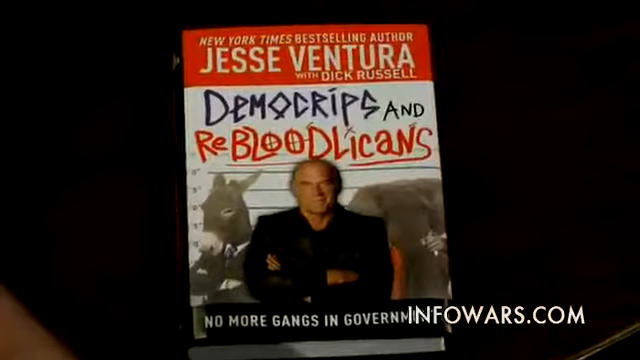 NEW YORK TIMES BESTSELLING AUTHOR
JESSE VENTURA
WITH DICK RUSSELL
DEMOCRIPS AND
ReBLOODLiCANS
NO MORE GANGS IN GOVERNM
INFOWARS.COM